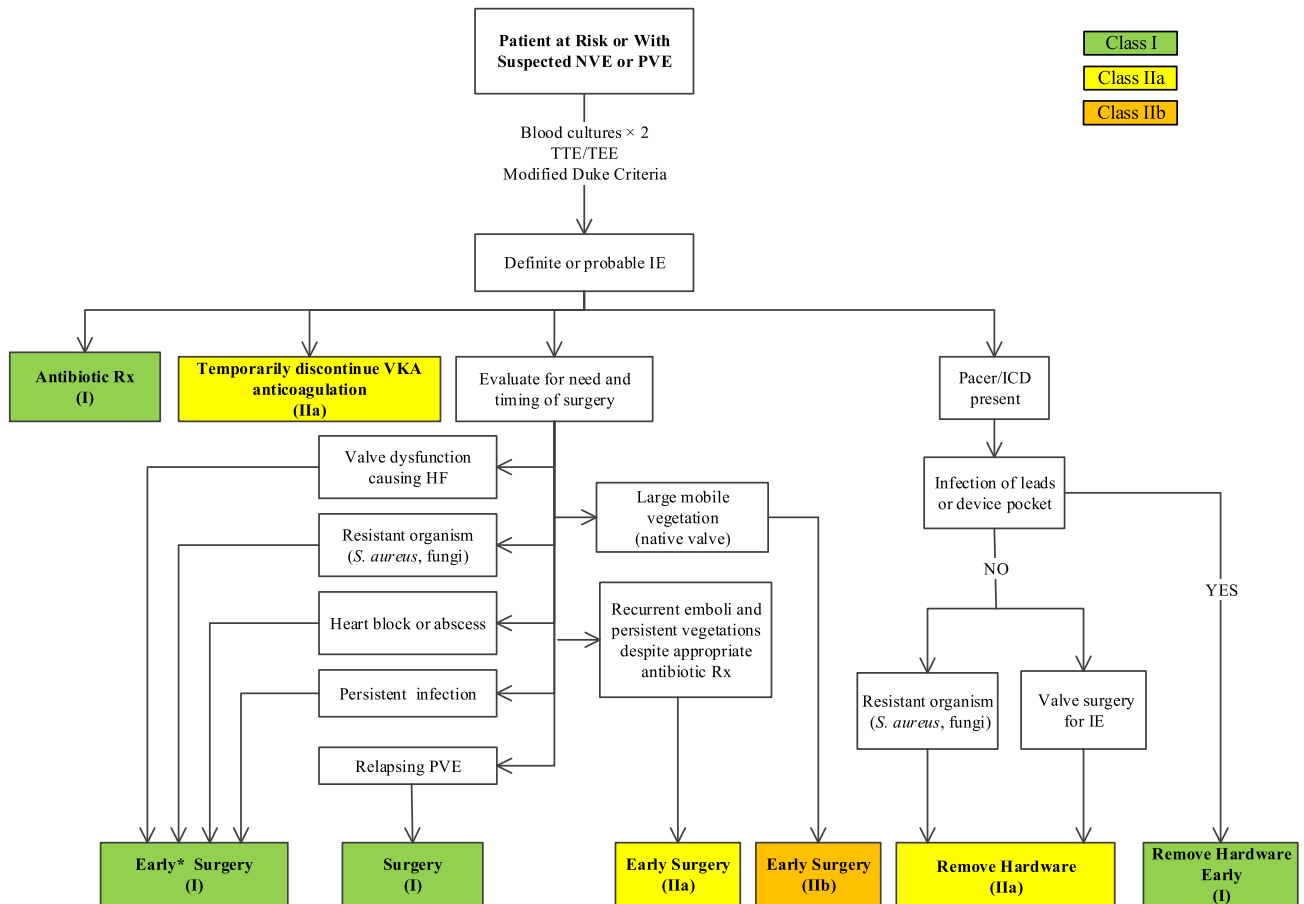 Patient at Risk or With
Suspected NVE or PVE
Class I
Class IIa
Class IIb
Blood cultures × 2
TTE/TEE
Modified Duke Criteria
Definite or probable IE
Antibiotic Rx
(I)
Temporarily discontinue VKA
anticoagulation
(IIa)
Evaluate for need and
timing of surgery
Pacer/ICD
present
Valve dysfunction
causing HF
Resistant organism
(S. aureus, fungi)
Heart block or abscess
Persistent infection
Relapsing PVE
Large mobile
vegetation
(native valve)
Recurrent emboli and
persistent vegetations
despite appropriate
antibiotic Rx
Infection of leads
or device pocket
NO
YES
Resistant organism
(S. aureus, fungi)
Valve surgery
for IE
Early* Surgery
(I)
Surgery
(I)
Early Surgery
(IIa)
Early Surgery
(IIb)
Remove Hardware
(IIa)
Remove Hardware
Early
(I)